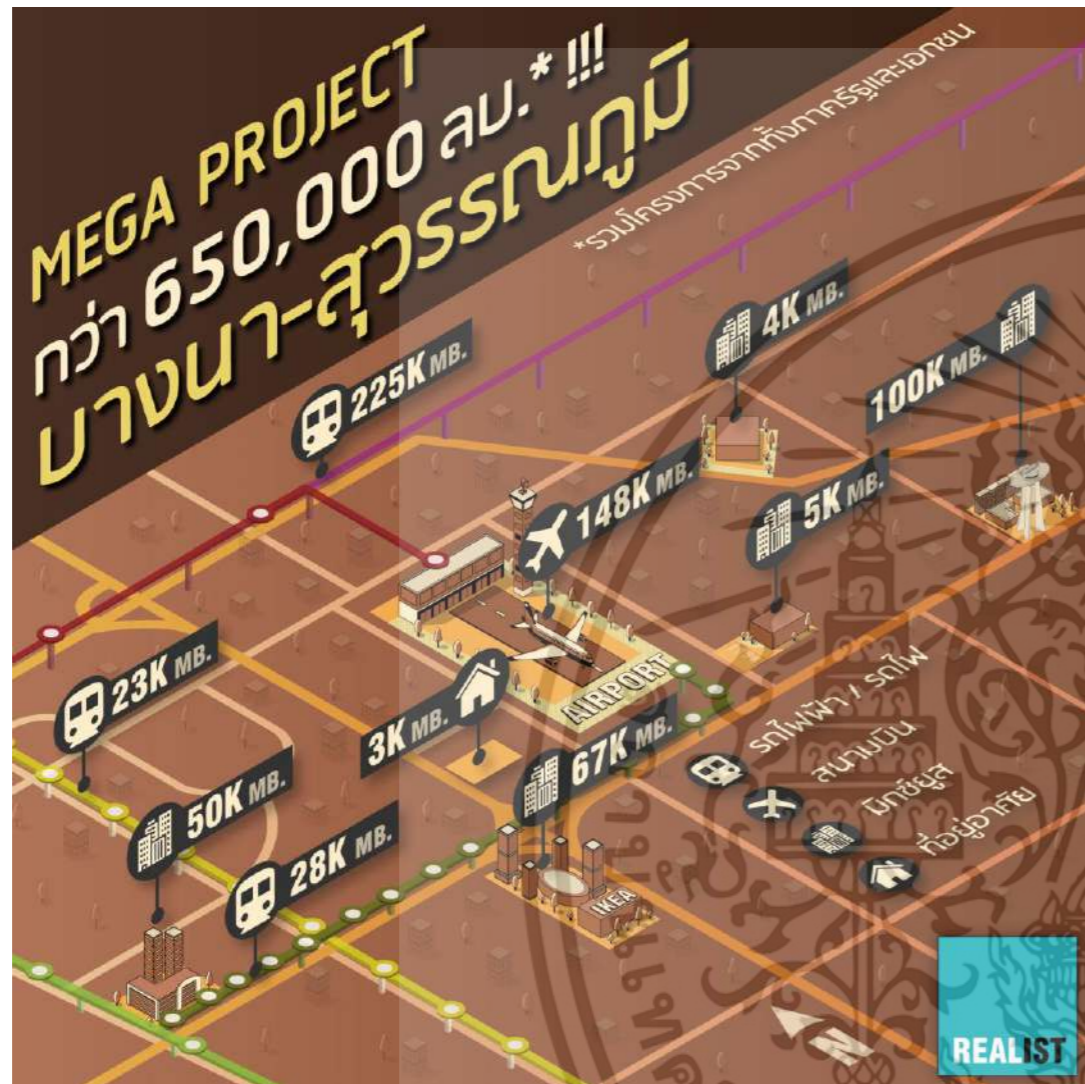 MEGA PROJECT
กว่า 650,000 ลบ.* !!!
บางนา-สุวรรณภูมิ
*รวมโครงการจากทั้งภาครัฐและเอกชน
225K MB.
4K MB.
100K MB.
148K MB.
5K MB.
23K MB.
3K MB.
AIRPORT
67K MB.
50K MB.
28K MB.
IKEA
รถไฟฟ้า / รถไฟ
สนามบิน
มิกซ์ยูส
ที่อยู่อาศัย
N
REALIST